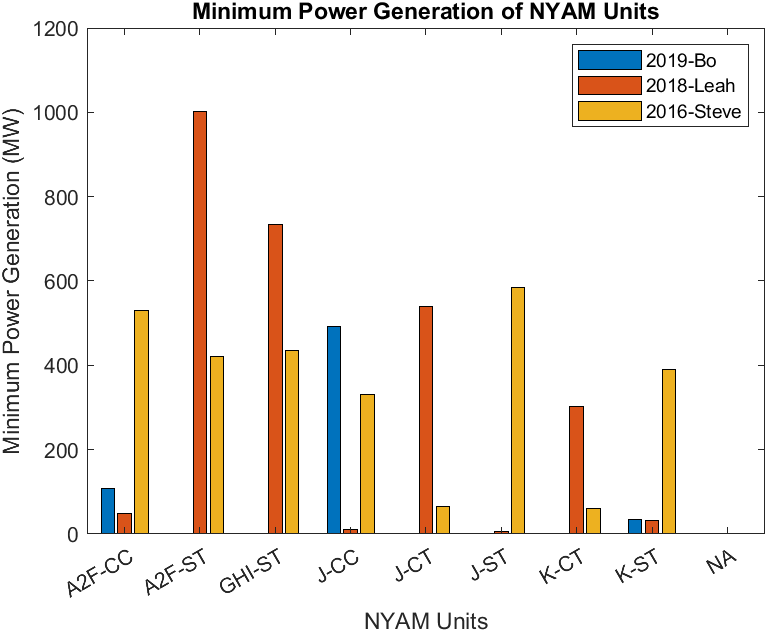 Minimum Power Generation of NYAM Units
2019-Bo
2018-Leah
2016-Steve
Minimum Power Generation (MW)
1200
1000
800
600
400
200
0
A2F-CC
A2F-ST
GHI-ST
J-CC
J-CT
J-ST
K-CT
K-ST
NA
NYAM Units